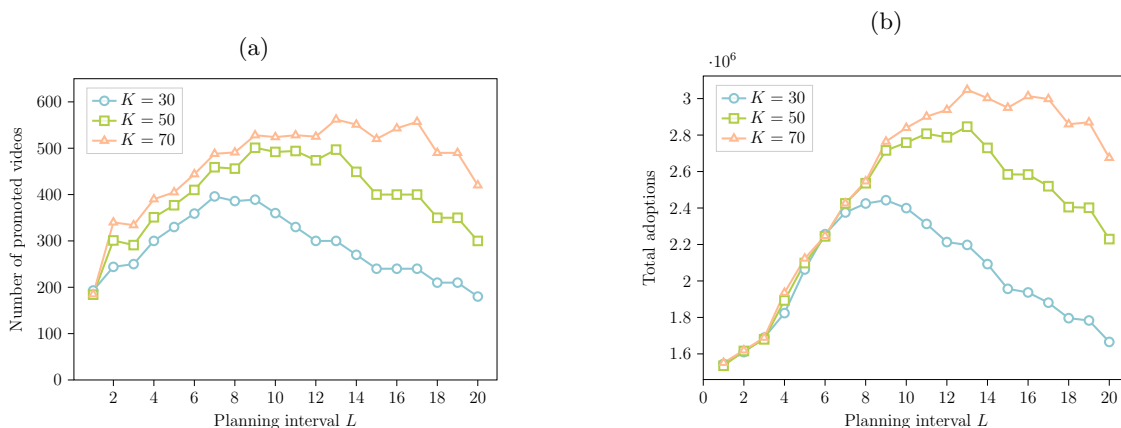 (a)
Number of promoted videos
600
500
400
300
200
100
0
K = 30
K = 50
K = 70
2 4 6 8 10 12 14 16 18 20
Planning interval L
(b)
·10⁶
Total adoptions
3
2.8
2.6
2.4
2.2
2
1.8
1.6
K = 30
K = 50
K = 70
0 2 4 6 8 10 12 14 16 18 20
Planning interval L